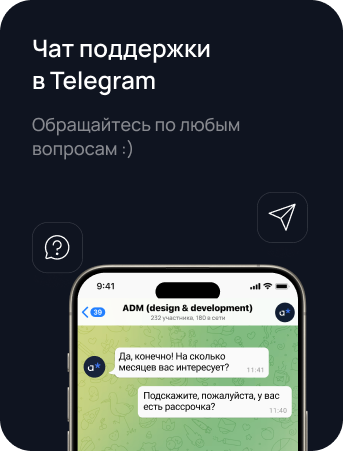 Чат поддержки
в Telegram
Обращайтесь по любым
вопросам :)
9:41
39
ADM (design & development)
232 участника, 180 в сети
a*
a*
Да, конечно! На сколько
месяцев вас интересует?
11:41
Подскажите, пожалуйста, у вас
есть рассрочка?
11:40